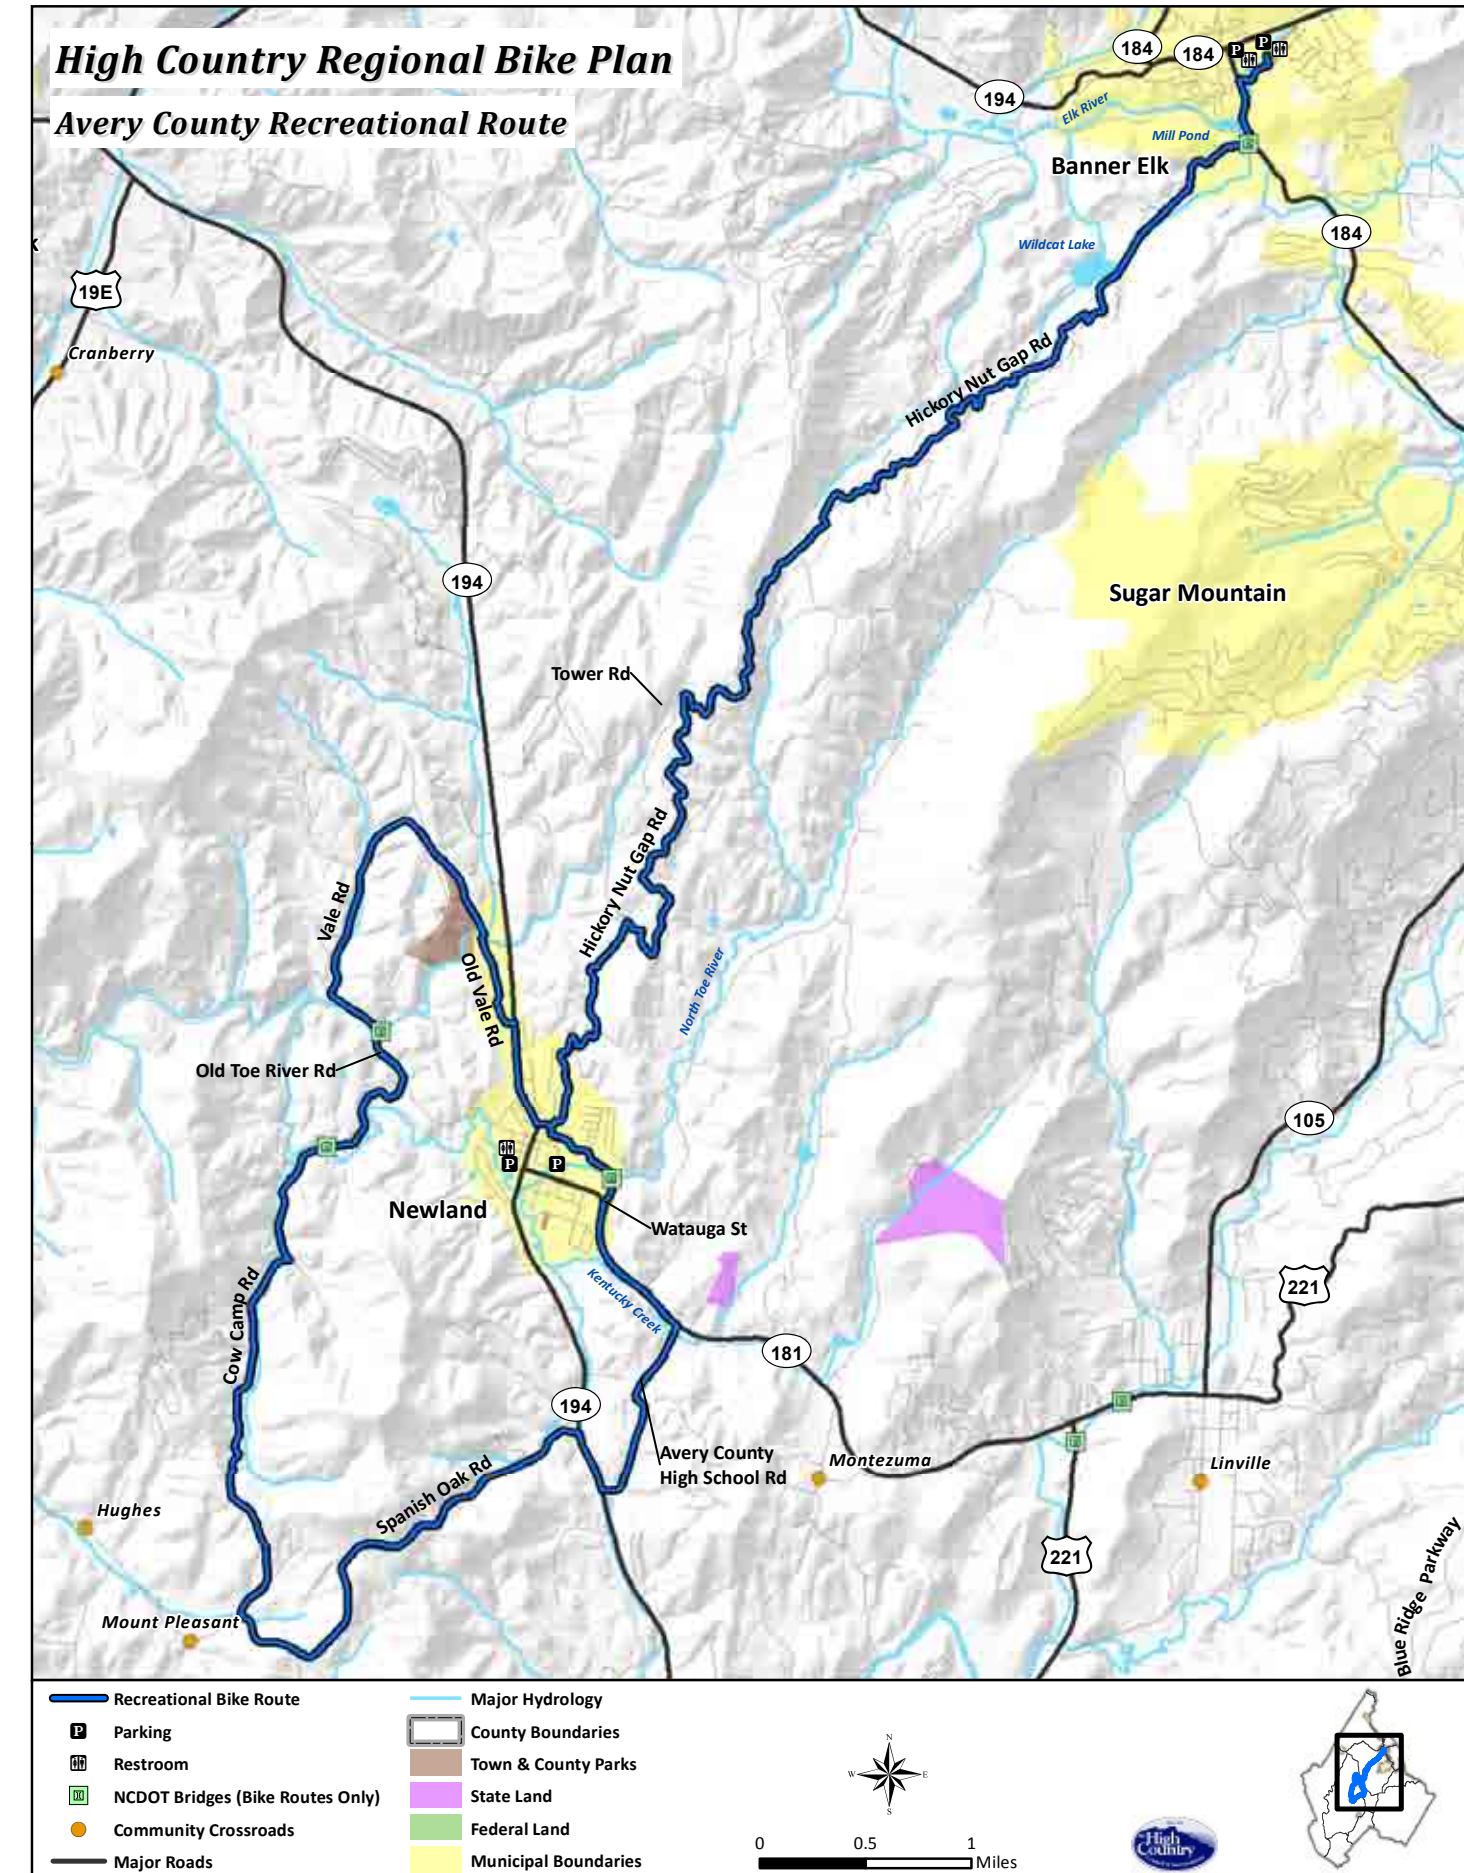 High Country Regional Bike Plan
Avery County Recreational Route
184
184
P
P
194
Elk River
Mill Pond
Banner Elk
184
Wildcat Lake
19E
Cranberry
Hickory Nut Gap Rd
194
Sugar Mountain
Tower Rd
Hickory Nut Gap Rd
Vale Rd
Old Vale Rd
North Toe River
Old Toe River Rd
105
P
P
Newland
Watauga St
Kentucky Creek
221
Cow Camp Rd
181
194
Avery County
High School Rd
Montezuma
Linville
Spanish Oak Rd
Hughes
221
Blue Ridge Parkway
Mount Pleasant
Recreational Bike Route
P Parking
Restroom
NCDOT Bridges (Bike Routes Only)
Community Crossroads
Major Roads
Major Hydrology
County Boundaries
Town & County Parks
State Land
Federal Land
Municipal Boundaries
N
W E
S
0 0.5 1
Miles
High
Country